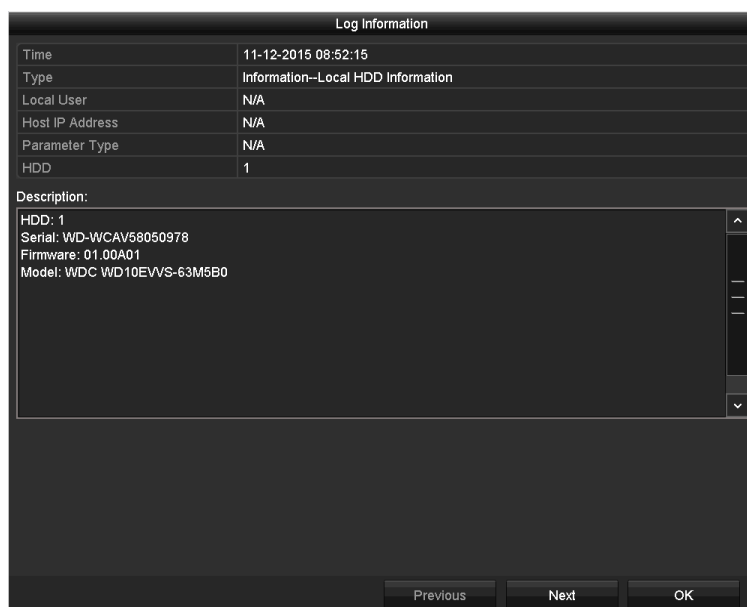 Log Information
Time 11-12-2015 08:52:15
Type Information--Local HDD Information
Local User N/A
Host IP Address N/A
Parameter Type N/A
HDD 1
Description:
HDD: 1
Serial: WD-WCAV58050978
Firmware: 01.00A01
Model: WDC WD10EVVS-63M5B0
Previous Next OK